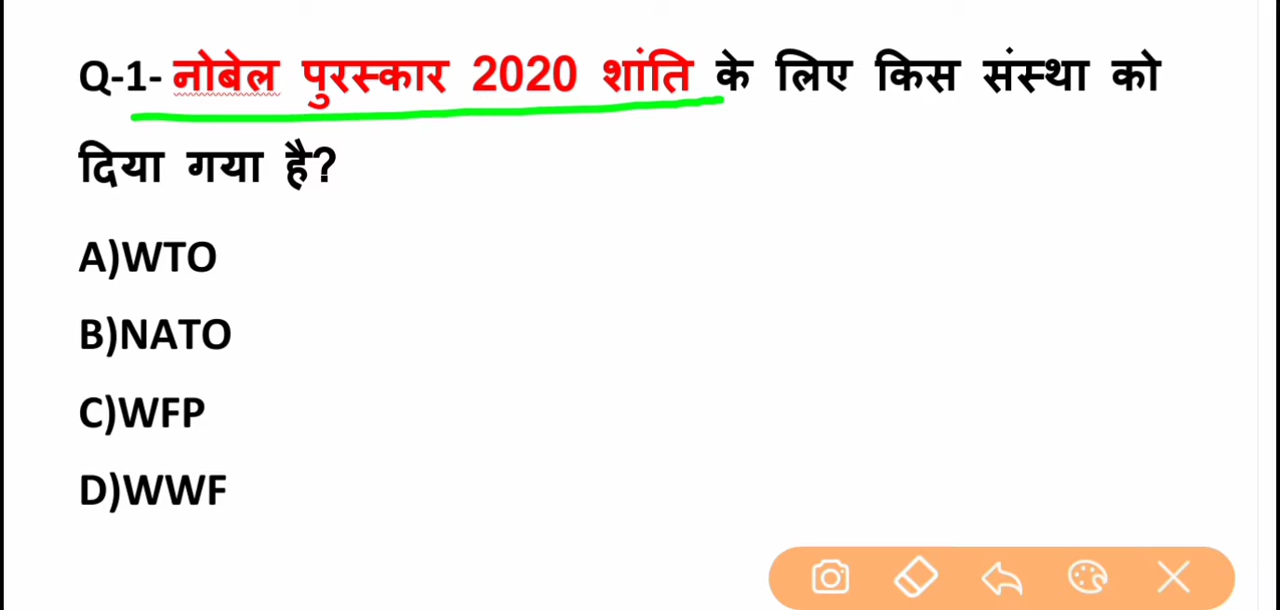 Q-1- नोबेल पुरस्कार 2020 शांति के लिए किस संस्था को
दिया गया है?
A)WTO
B)NATO
C)WFP
D)WWF